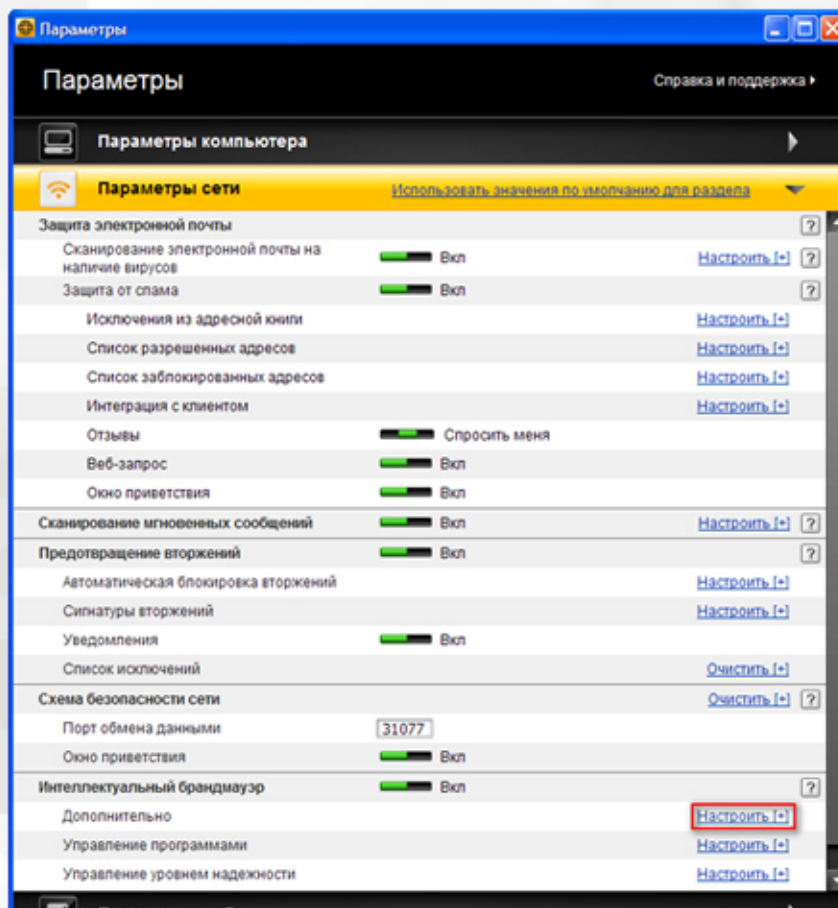 Параметры
Параметры
Справка и поддержка
Параметры компьютера
Параметры сети Использовать значения по умолчанию для раздела
Защита электронной почты ?
Сканирование электронной почты на наличие вирусов Вкл Настроить [+] ?
Защита от спама Вкл ?
Исключения из адресной книги Настроить [+]
Список разрешенных адресов Настроить [+]
Список заблокированных адресов Настроить [+]
Интеграция с клиентом Настроить [+]
Отзывы Спросить меня
Веб-запрос Вкл
Окно приветствия Вкл
Сканирование мгновенных сообщений Вкл Настроить [+] ?
Предотвращение вторжений Вкл ?
Автоматическая блокировка вторжений Настроить [+]
Сигнатуры вторжений Настроить [+]
Уведомления Вкл
Список исключений Очистить [+]
Схема безопасности сети Очистить [+] ?
Порт обмена данными 31077
Окно приветствия Вкл
Интеллектуальный брандмауэр Вкл ?
Дополнительно Настроить [+]
Управление программами Настроить [+]
Управление уровнем надежности Настроить [+]